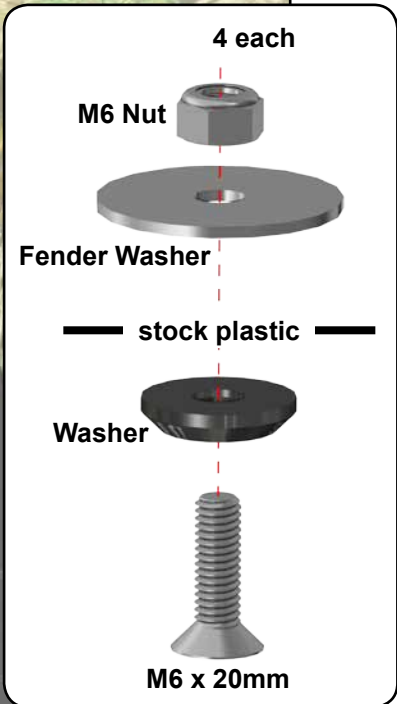 4 each
M6 Nut
Fender Washer
stock plastic
Washer
M6 x 20mm